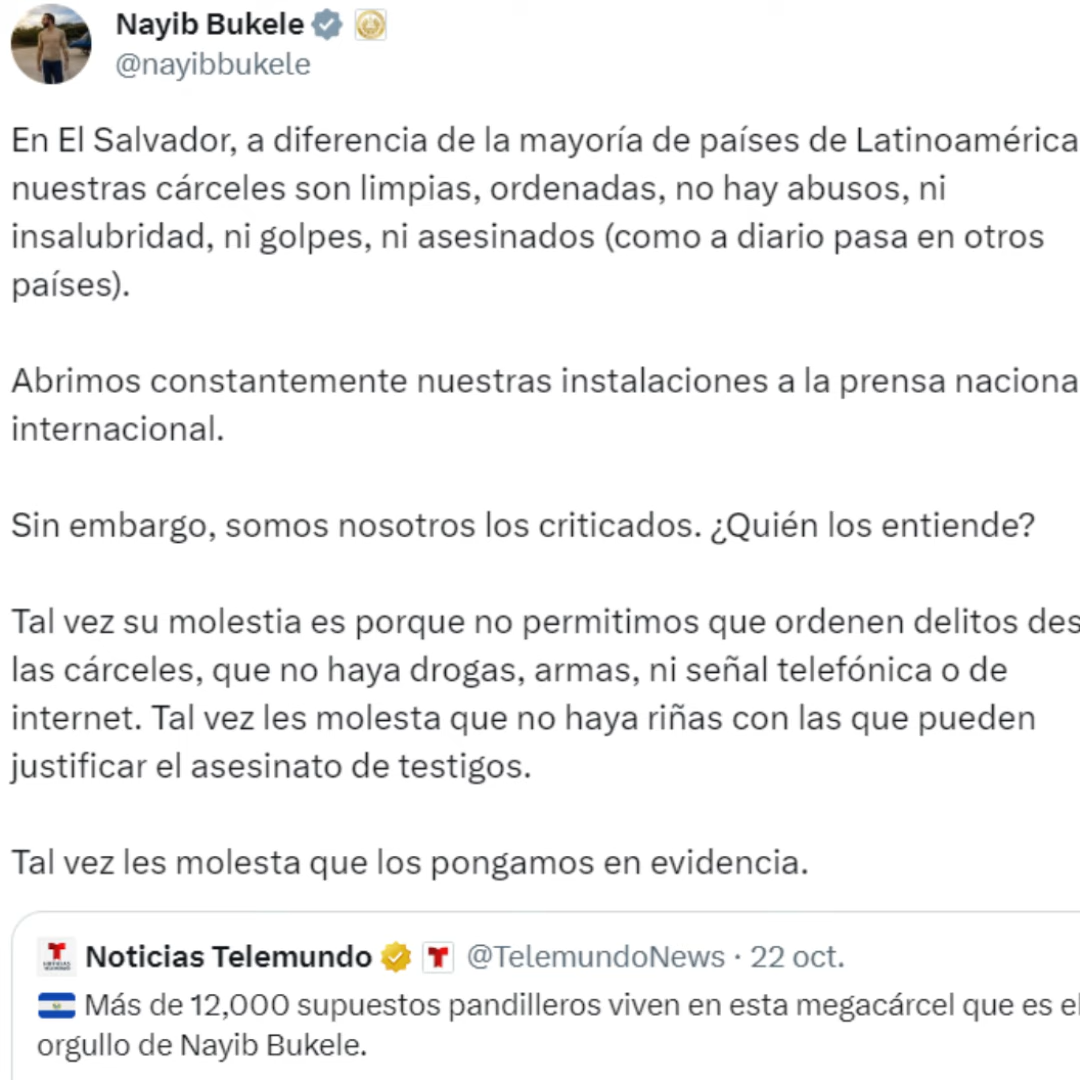 Nayib Bukele
@nayibbukele
En El Salvador, a diferencia de la mayoría de países de Latinoamérica
nuestras cárceles son limpias, ordenadas, no hay abusos, ni
insalubridad, ni golpes, ni asesinados (como a diario pasa en otros
países).
Abrimos constantemente nuestras instalaciones a la prensa naciona
internacional.
Sin embargo, somos nosotros los criticados. ¿Quién los entiende?
Tal vez su molestia es porque no permitimos que ordenen delitos des
las cárceles, que no haya drogas, armas, ni señal telefónica o de
internet. Tal vez les molesta que no haya riñas con las que pueden
justificar el asesinato de testigos.
Tal vez les molesta que los pongamos en evidencia.
Noticias Telemundo @TelemundoNews · 22 oct.
Más de 12,000 supuestos pandilleros viven en esta megacárcel que es el
orgullo de Nayib Bukele.